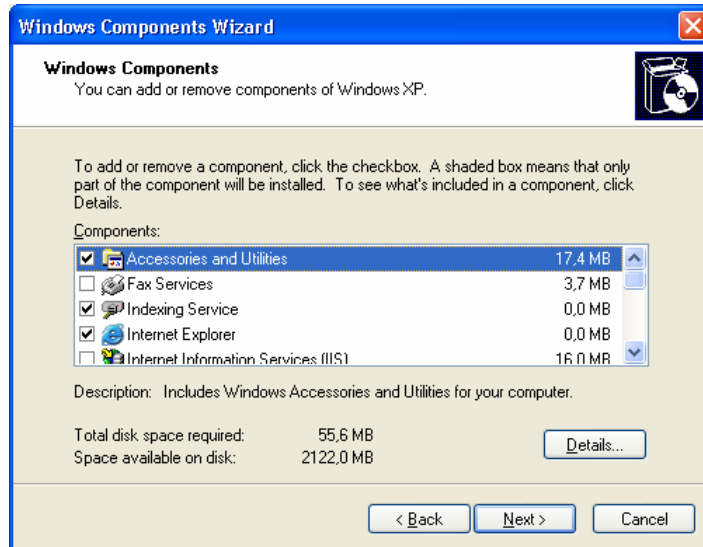 Windows Components Wizard
Windows Components
You can add or remove components of Windows XP.
To add or remove a component, click the checkbox. A shaded box means that only
part of the component will be installed. To see what's included in a component, click
Details.
Components:
Accessories and Utilities 17,4 MB
Fax Services 3,7 MB
Indexing Service 0,0 MB
Internet Explorer 0,0 MB
Internet Information Services (IIS) 16,0 MB
Description: Includes Windows Accessories and Utilities for your computer.
Total disk space required: 55,6 MB
Space available on disk: 2122,0 MB
Details...
< Back Next > Cancel